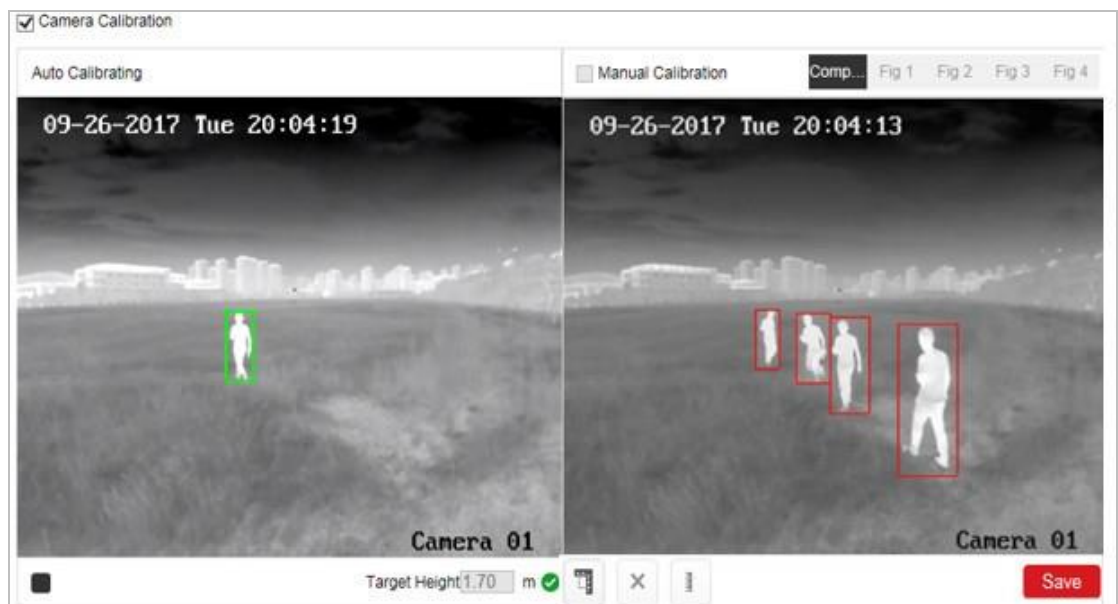 Camera Calibration
Auto Calibrating
Manual Calibration
Comp...
Fig 1
Fig 2
Fig 3
Fig 4
09-26-2017 Tue 20:04:19
09-26-2017 Tue 20:04:13
Camera 01
Camera 01
Target Height 1.70 m
Save